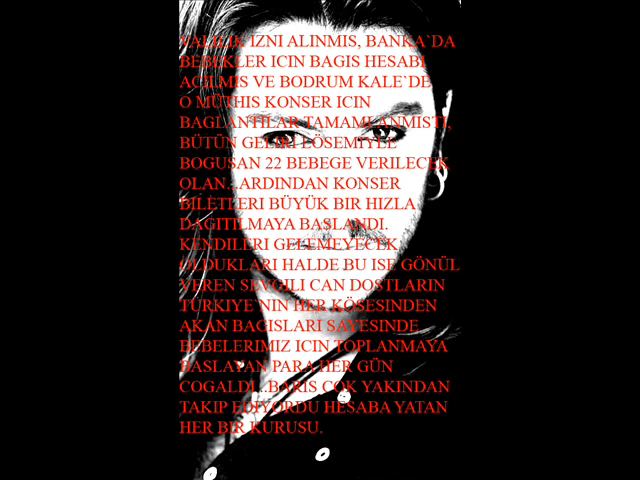 VALILIK IZNI ALINMIS, BANKA`DA
BEBEKLER ICIN BAGIS HESABI
ACILMIS VE BODRUM KALE`DE
O MÜTHIS KONSER ICIN
BAGLANTILAR TAMAMLANMISTI,
BÜTÜN GELIRI LÖSEMIYLE
BOGUSAN 22 BEBEGE VERILECEK
OLAN...ARDINDAN KONSER
BILETLERI BÜYÜK BIR HIZLA
DAGITILMAYA BASLANDI.
KENDILERI GELEMEYECEK
OLDUKLARI HALDE BU ISE GÖNÜL
VEREN SEVGILI CAN DOSTLARIN
TÜRKIYE`NIN HER KÖSESINDEN
AKAN BAGISLARI SAYESINDE
BEBELERIMIZ ICIN TOPLANMAYA
BASLAYAN PARA HER GÜN
COGALDI...BARIS COK YAKINDAN
TAKIP EDIYORDU HESABA YATAN
HER BIR KURUSU.